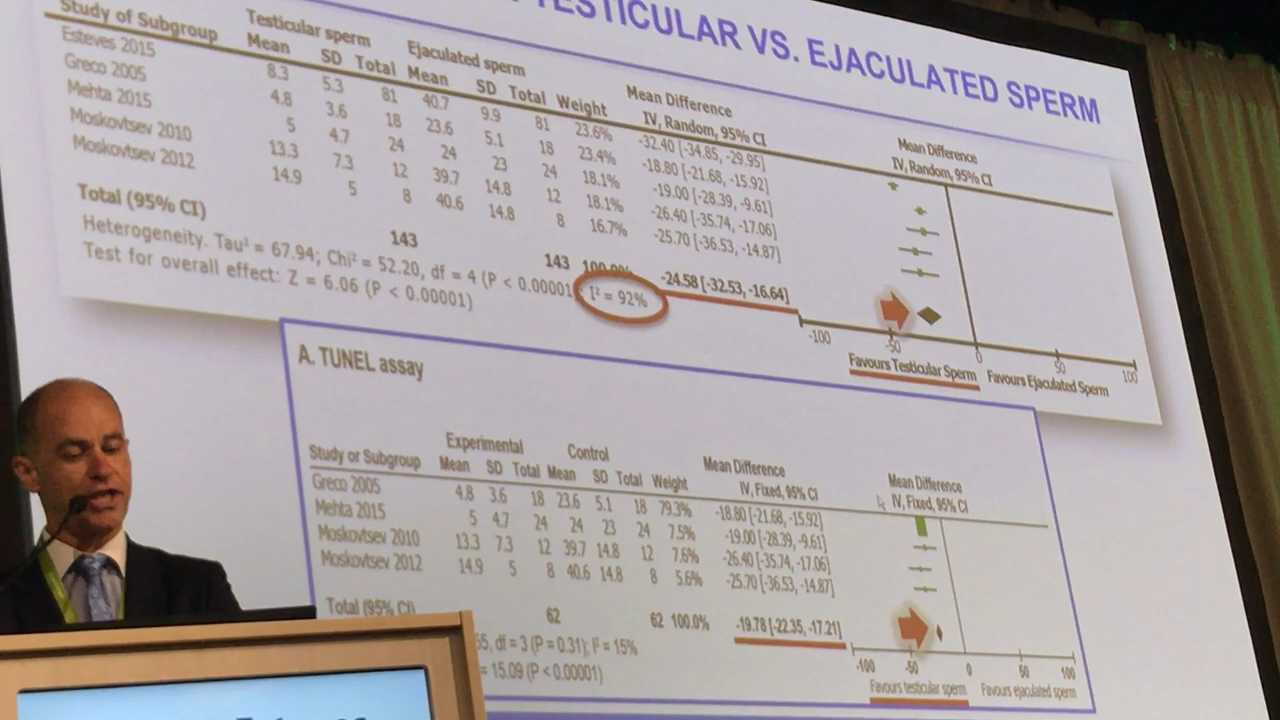 TESTICULAR VS. EJACULATED SPERM
Testicular sperm Ejaculated sperm Mean Difference Mean Difference
Study of Subgroup Mean SD Total Mean SD Total Weight IV, Random, 95% CI IV, Random, 95% CI
Esteves 2015 8.3 5.3 81 40.7 9.9 81 23.6% -32.40 [-34.85, -29.95]
Greco 2005 4.8 3.6 18 23.6 5.1 18 23.4% -18.80 [-21.68, -15.92]
Mehta 2015 5 4.7 24 24 23 24 18.1% -19.00 [-28.39, -9.61]
Moskovtsev 2010 13.3 7.3 12 39.7 14.8 12 18.1% -26.40 [-35.74, -17.06]
Moskovtsev 2012 14.9 5 8 40.6 14.8 8 16.7% -25.70 [-36.53, -14.87]
Total (95% CI) 143 143 100.0% -24.58 [-32.53, -16.64]
Heterogeneity. Tau² = 67.94; Chi² = 52.20, df = 4 (P < 0.00001 I² = 92%
Test for overall effect: Z = 6.06 (P < 0.00001)
-100 -50 0 50 100
Favours Testicular Sperm Favours Ejaculated Sperm
A. TUNEL assay
Experimental Control Mean Difference Mean Difference
Study or Subgroup Mean SD Total Mean SD Total Weight IV, Fixed, 95% CI IV, Fixed, 95% CI
Greco 2005 4.8 3.6 18 23.6 5.1 18 79.3% -18.80 [-21.68, -15.92]
Mehta 2015 5 4.7 24 24 23 24 7.5% -19.00 [-28.39, -9.61]
Moskovtsev 2010 13.3 7.3 12 39.7 14.8 12 7.6% -26.40 [-35.74, -17.06]
Moskovtsev 2012 14.9 5 8 40.6 14.8 8 5.6% -25.70 [-36.53, -14.87]
Total (95% CI) 62 62 100.0% -19.78 [-22.35, -17.21]
55, df = 3 (P = 0.31); I² = 15%
= 15.09 (P < 0.00001)
-100 -50 0 50 100
Favours testicular sperm Favours ejaculated sperm